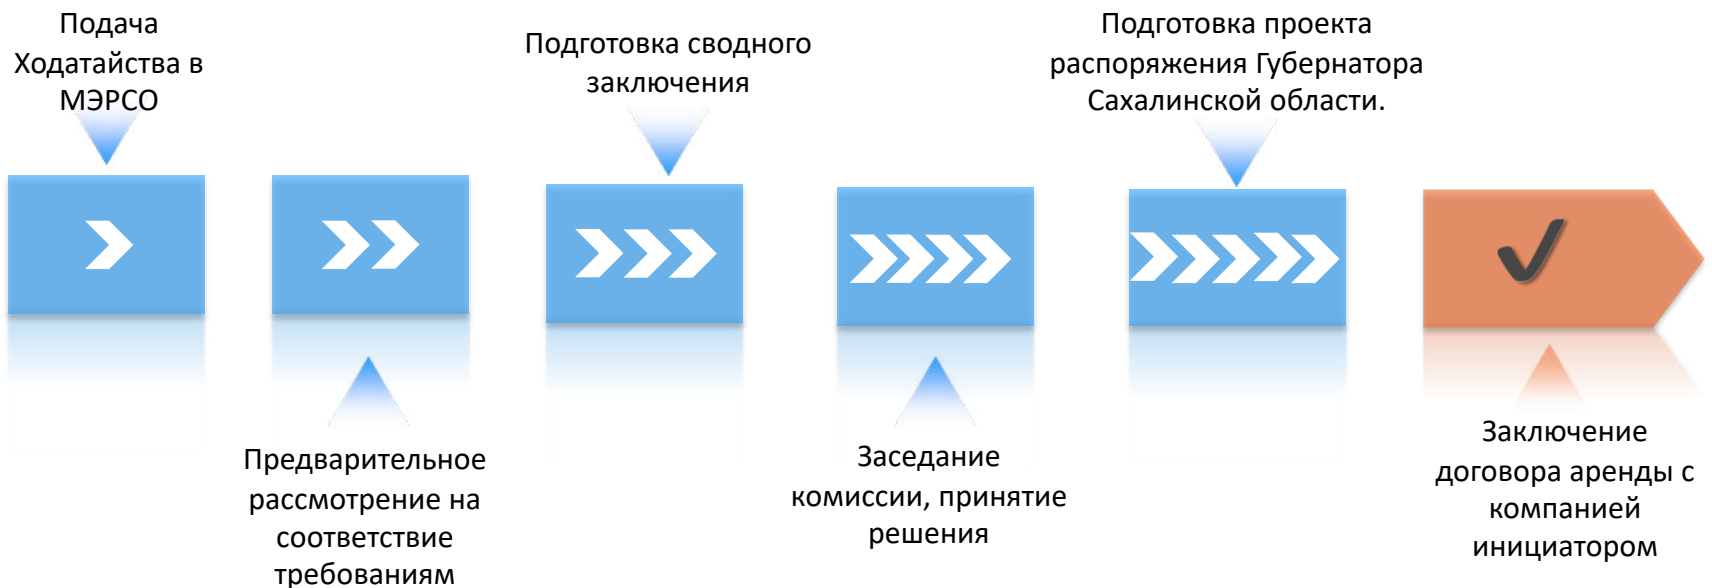 Подача
Ходатайства в
МЭРСО
Предварительное
рассмотрение на
соответствие
требованиям
Подготовка сводного
заключения
Заседание
комиссии, принятие
решения
Подготовка проекта
распоряжения Губернатора
Сахалинской области.
Заключение
договора аренды с
компанией
инициатором